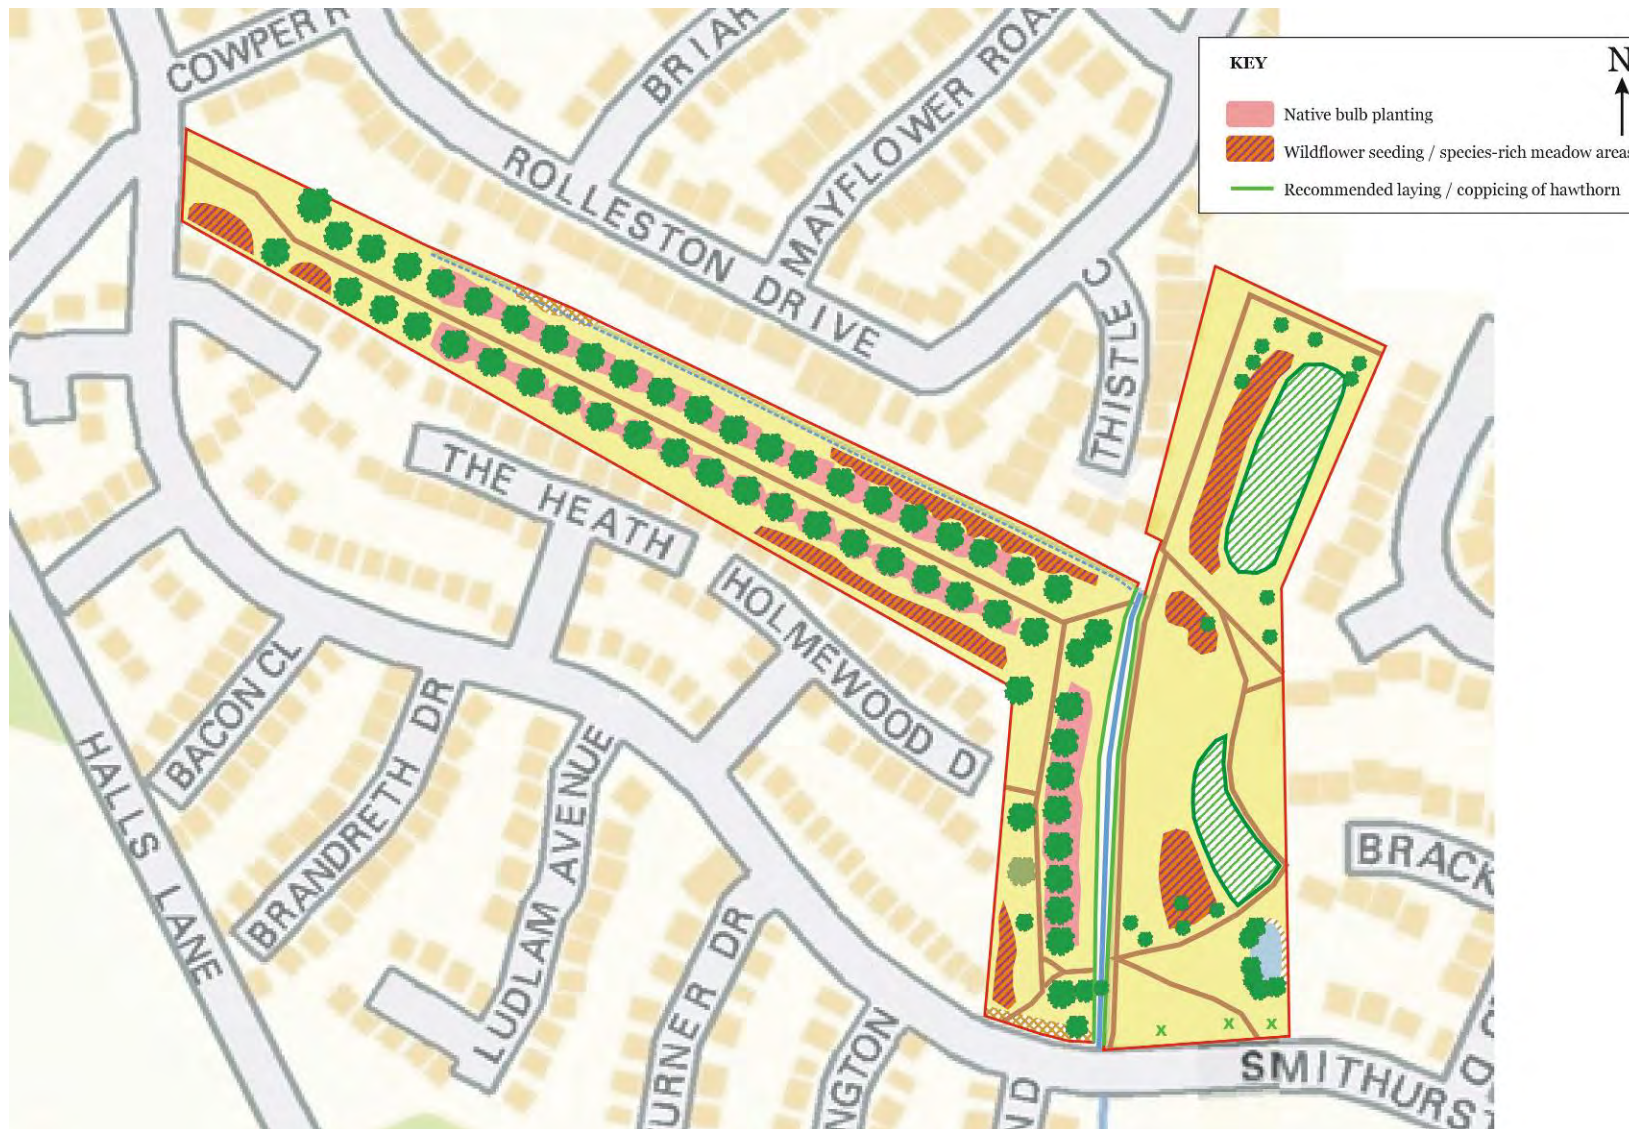 COWPER R
BRIAR
MAYFLOWER ROA
ROLLESTON DRIVE
THISTLE C
KEY
N
Native bulb planting
Wildflower seeding / species-rich meadow areas
Recommended laying / coppicing of hawthorn
THE HEATH
HOLMEWOOD D
BACON CL
BRANDRETH DR
HALLS LANE
LUDLAM AVENUE
URNER DR
NGTON
ND
BRACK
SMITHURST
x x x